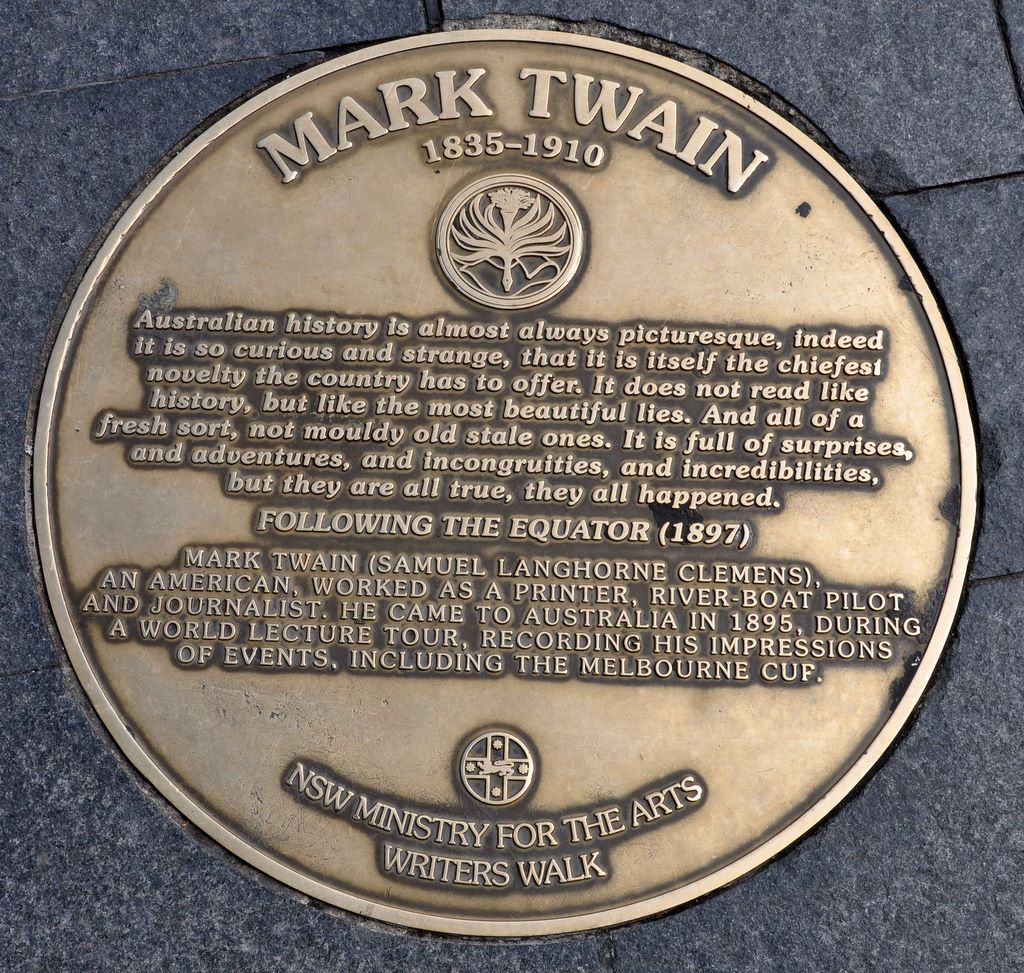 MARK TWAIN
1835–1910
Australian history is almost always picturesque, indeed
it is so curious and strange, that it is itself the chiefest
novelty the country has to offer. It does not read like
history, but like the most beautiful lies. And all of a
fresh sort, not mouldy old stale ones. It is full of surprises,
and adventures, and incongruities, and incredibilities,
but they are all true, they all happened.
FOLLOWING THE EQUATOR (1897)
MARK TWAIN (SAMUEL LANGHORNE CLEMENS),
AN AMERICAN, WORKED AS A PRINTER, RIVER-BOAT PILOT
AND JOURNALIST. HE CAME TO AUSTRALIA IN 1895, DURING
A WORLD LECTURE TOUR, RECORDING HIS IMPRESSIONS
OF EVENTS, INCLUDING THE MELBOURNE CUP.
NSW MINISTRY FOR THE ARTS
WRITERS WALK